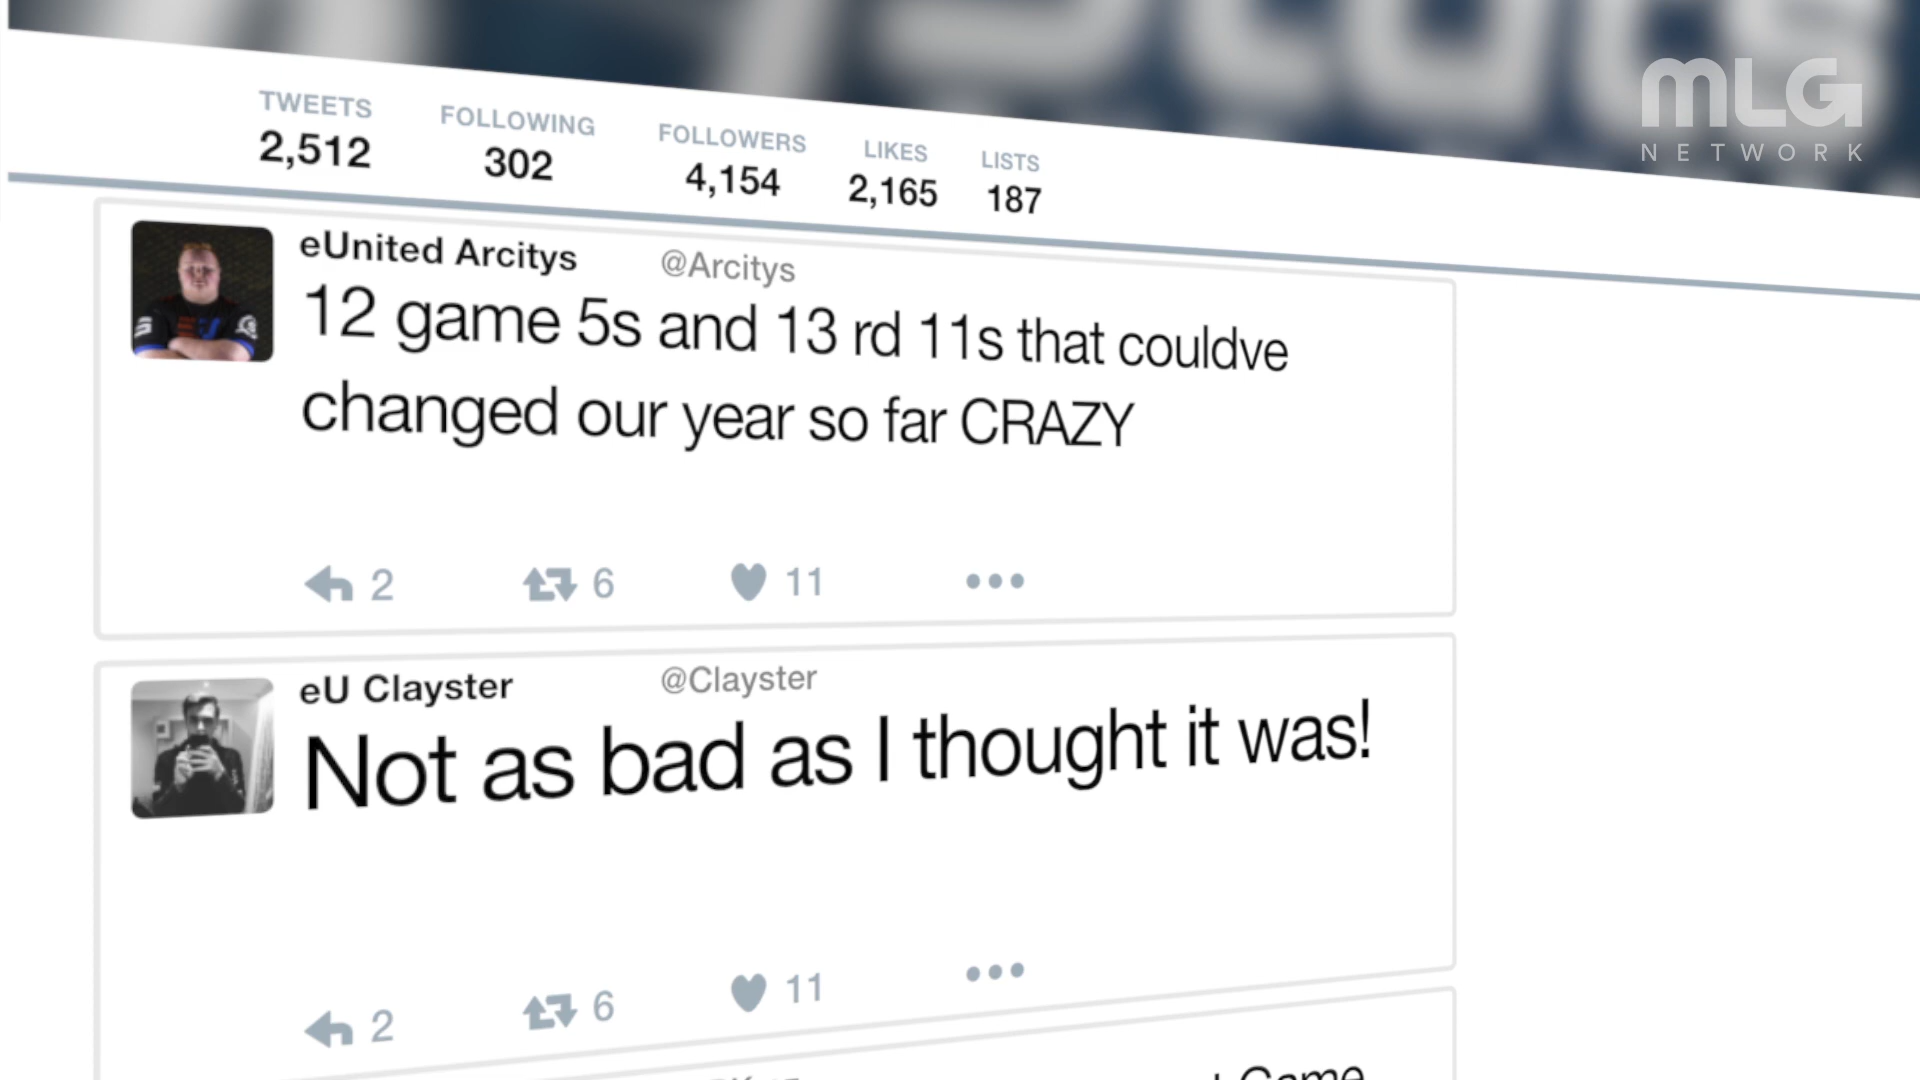 MLG
NETWORK
TWEETS FOLLOWING FOLLOWERS LIKES LISTS
2,512 302 4,154 2,165 187
eUnited Arcitys @Arcitys
12 game 5s and 13 rd 11s that couldve
changed our year so far CRAZY
2 6 11
eU Clayster @Clayster
Not as bad as I thought it was!
2 6 11
Game